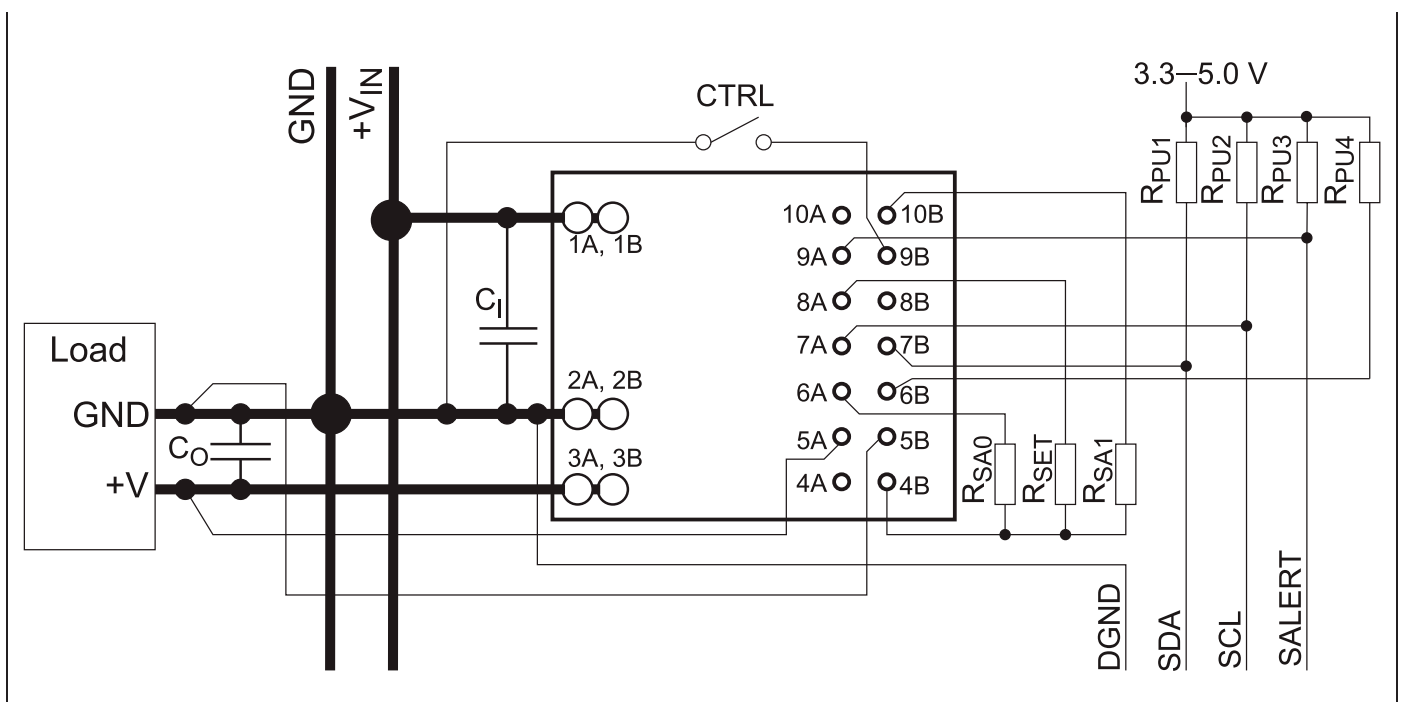 GND
+VIN
CTRL
3.3–5.0 V
RPU1
RPU2
RPU3
RPU4
10A
10B
1A, 1B
9A
9B
CI
8A
8B
Load
7A
7B
2A, 2B
6A
6B
GND
CO
5A
5B
3A, 3B
+V
4A
4B
RSA0
RSET
RSA1
DGND
SDA
SCL
SALERT